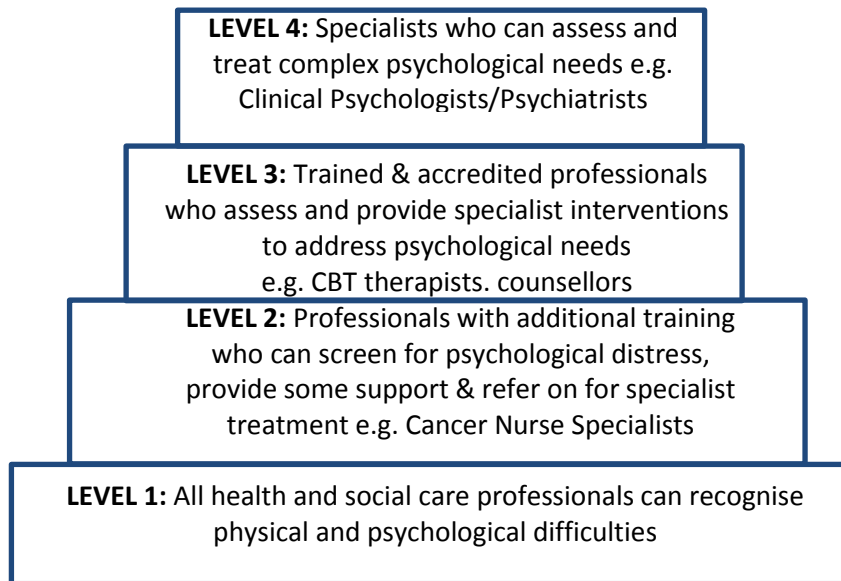 LEVEL 4: Specialists who can assess and
treat complex psychological needs e.g.
Clinical Psychologists/Psychiatrists
LEVEL 3: Trained & accredited professionals
who assess and provide specialist interventions
to address psychological needs
e.g. CBT therapists. counsellors
LEVEL 2: Professionals with additional training
who can screen for psychological distress,
provide some support & refer on for specialist
treatment e.g. Cancer Nurse Specialists
LEVEL 1: All health and social care professionals can recognise
physical and psychological difficulties